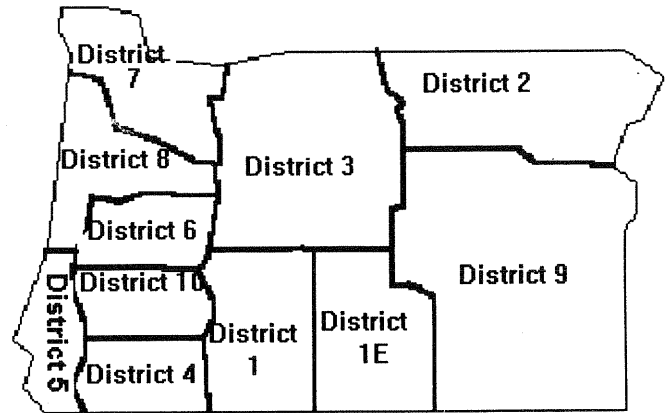 District
7
District 2
District 8
District 3
District 6
District 9
District 10
District 5
District
1
District
1E
District 4